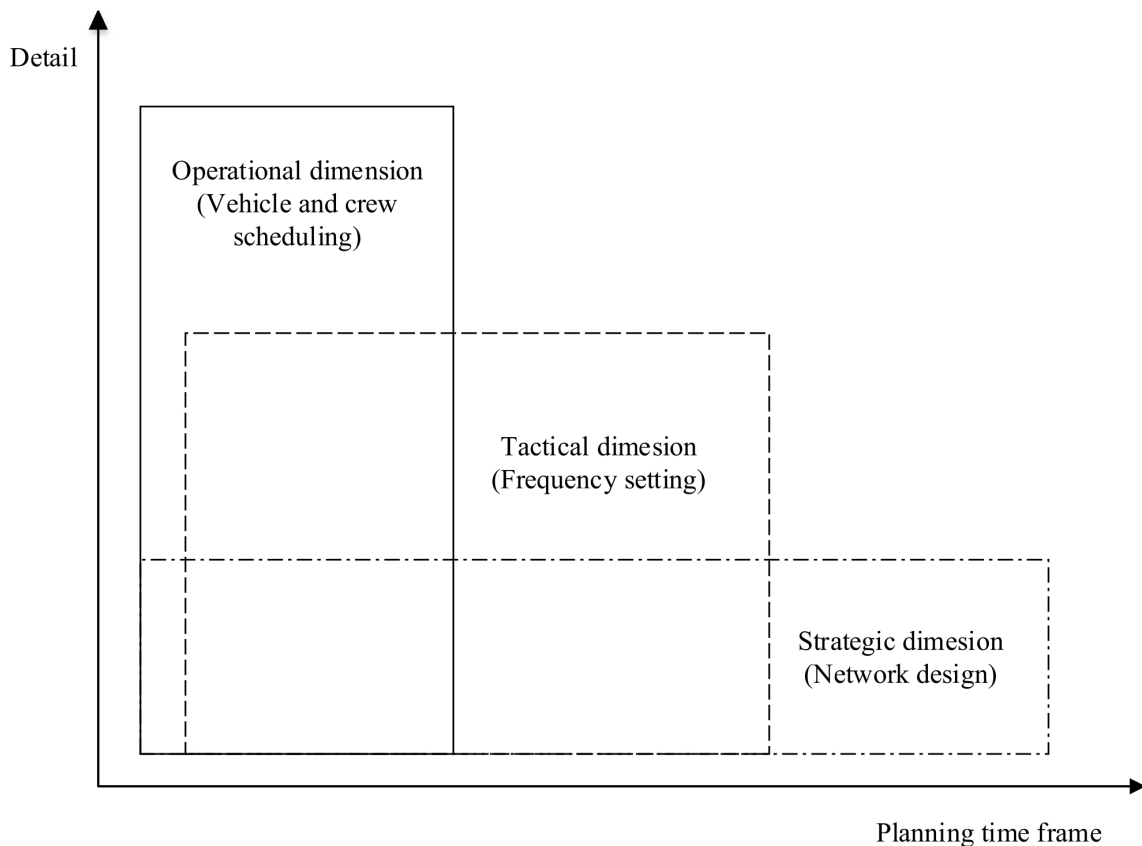 Detail
Operational dimension
(Vehicle and crew
scheduling)
Tactical dimesion
(Frequency setting)
Strategic dimesion
(Network design)
Planning time frame